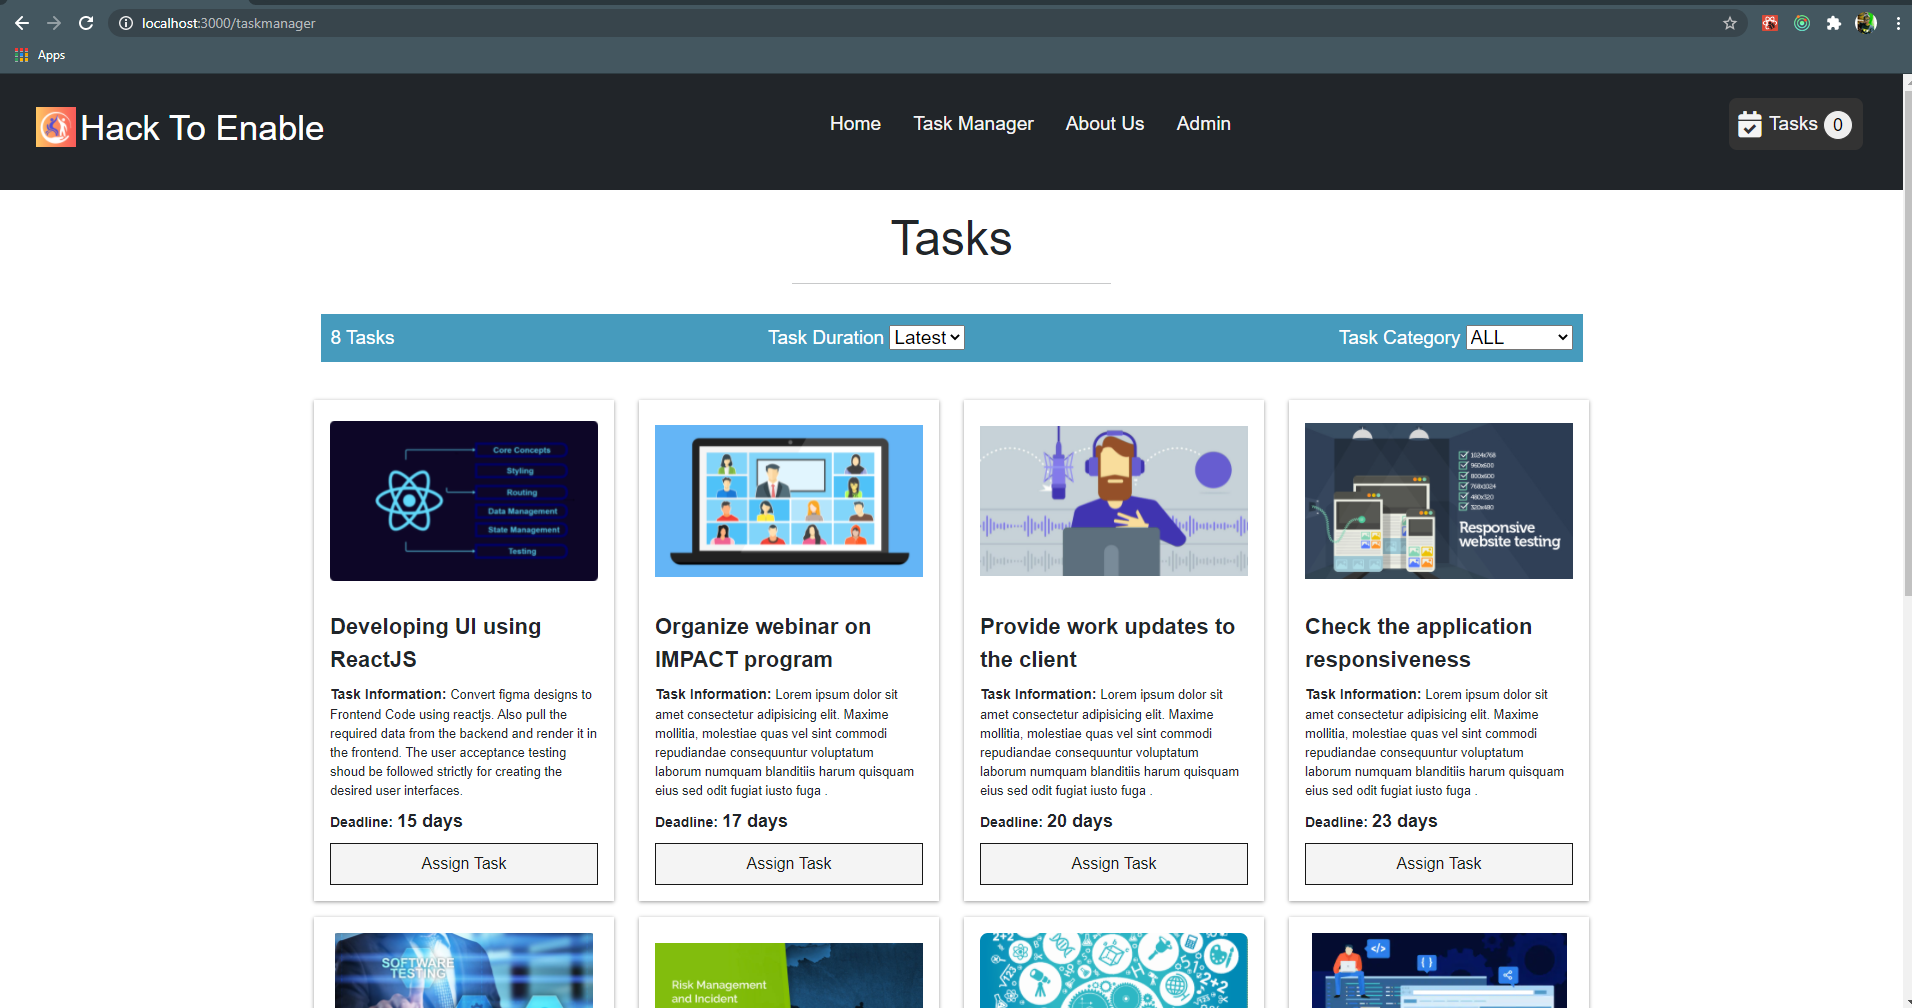 localhost:3000/taskmanager
Apps
Hack To Enable
Home
Task Manager
About Us
Admin
Tasks 0
Tasks
8 Tasks
Task Duration Latest
Task Category ALL
Core Concepts
Styling
Routing
Data Management
State Management
Testing
Developing UI using
ReactJS
Task Information: Convert figma designs to
Frontend Code using reactjs. Also pull the
required data from the backend and render it in
the frontend. The user acceptance testing
shoud be followed strictly for creating the
desired user interfaces.
Deadline: 15 days
Assign Task
Organize webinar on
IMPACT program
Task Information: Lorem ipsum dolor sit
amet consectetur adipisicing elit. Maxime
mollitia, molestiae quas vel sint commodi
repudiandae consequuntur voluptatum
laborum numquam blanditiis harum quisquam
eius sed odit fugiat iusto fuga .
Deadline: 17 days
Assign Task
Provide work updates to
the client
Task Information: Lorem ipsum dolor sit
amet consectetur adipisicing elit. Maxime
mollitia, molestiae quas vel sint commodi
repudiandae consequuntur voluptatum
laborum numquam blanditiis harum quisquam
eius sed odit fugiat iusto fuga .
Deadline: 20 days
Assign Task
1024x768
960x600
800x600
768x1024
480x320
320x480
Responsive
website testing
Check the application
responsiveness
Task Information: Lorem ipsum dolor sit
amet consectetur adipisicing elit. Maxime
mollitia, molestiae quas vel sint commodi
repudiandae consequuntur voluptatum
laborum numquam blanditiis harum quisquam
eius sed odit fugiat iusto fuga .
Deadline: 23 days
Assign Task
SOFTWARE
TESTING
Risk Management
and Incident